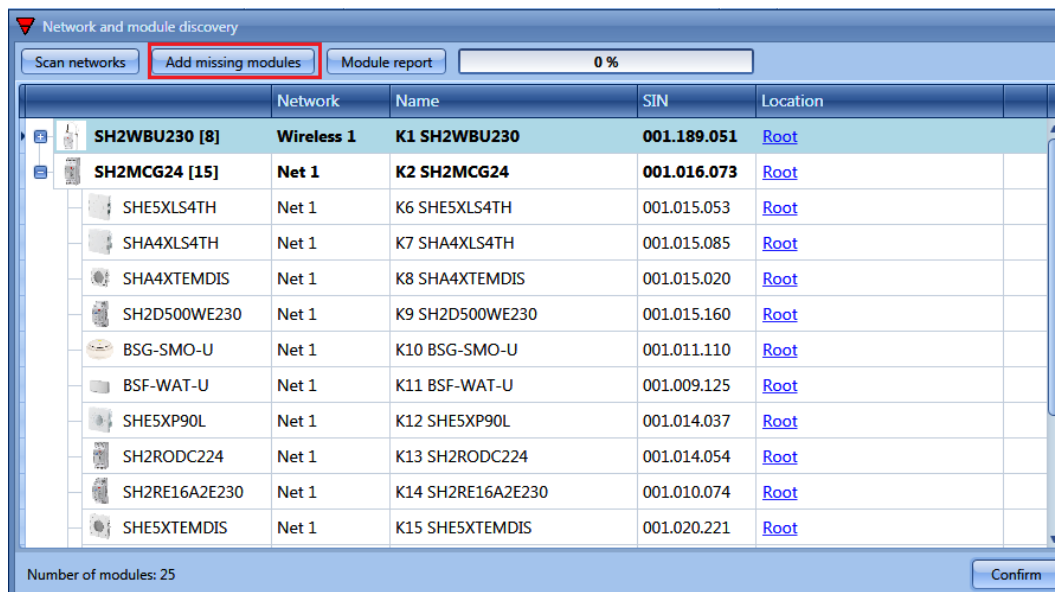 Network and module discovery
Scan networks Add missing modules Module report 0 %
Network Name SIN Location
SH2WBU230 [8] Wireless 1 K1 SH2WBU230 001.189.051 Root
SH2MCG24 [15] Net 1 K2 SH2MCG24 001.016.073 Root
SHE5XLS4TH Net 1 K6 SHE5XLS4TH 001.015.053 Root
SHA4XLS4TH Net 1 K7 SHA4XLS4TH 001.015.085 Root
SHA4XTEMDIS Net 1 K8 SHA4XTEMDIS 001.015.020 Root
SH2D500WE230 Net 1 K9 SH2D500WE230 001.015.160 Root
BSG-SMO-U Net 1 K10 BSG-SMO-U 001.011.110 Root
BSF-WAT-U Net 1 K11 BSF-WAT-U 001.009.125 Root
SHE5XP90L Net 1 K12 SHE5XP90L 001.014.037 Root
SH2RODC224 Net 1 K13 SH2RODC224 001.014.054 Root
SH2RE16A2E230 Net 1 K14 SH2RE16A2E230 001.010.074 Root
SHE5XTEMDIS Net 1 K15 SHE5XTEMDIS 001.020.221 Root
Number of modules: 25 Confirm